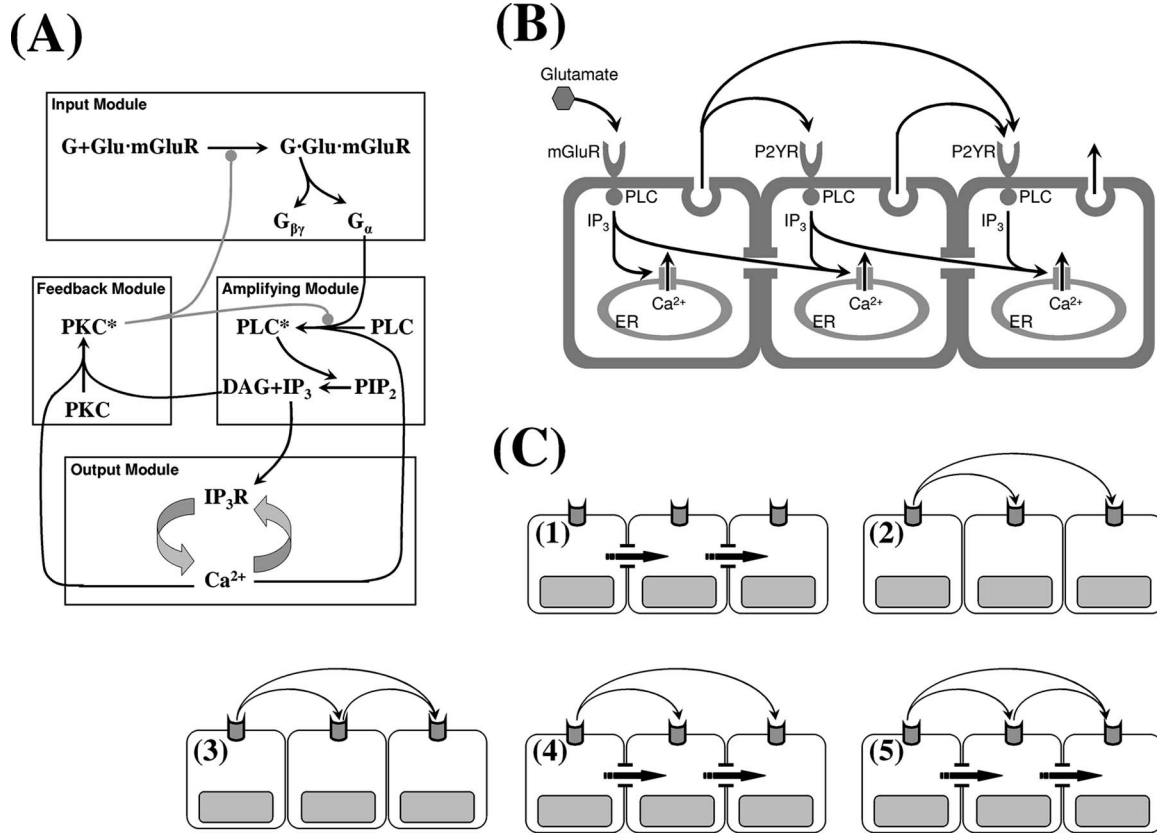 (A)
Input Module
G+Glu·mGluR G·Glu·mGluR
Gβγ Gα
Feedback Module
PKC*
PKC
Amplifying Module
PLC* PLC
DAG+IP₃ PIP₂
Output Module
IP₃R
Ca²⁺
(B)
Glutamate
mGluR P2YR P2YR
PLC PLC PLC
IP₃ IP₃ IP₃
Ca²⁺ Ca²⁺ Ca²⁺
ER ER ER
(C)
(1) (2)
(3) (4) (5)